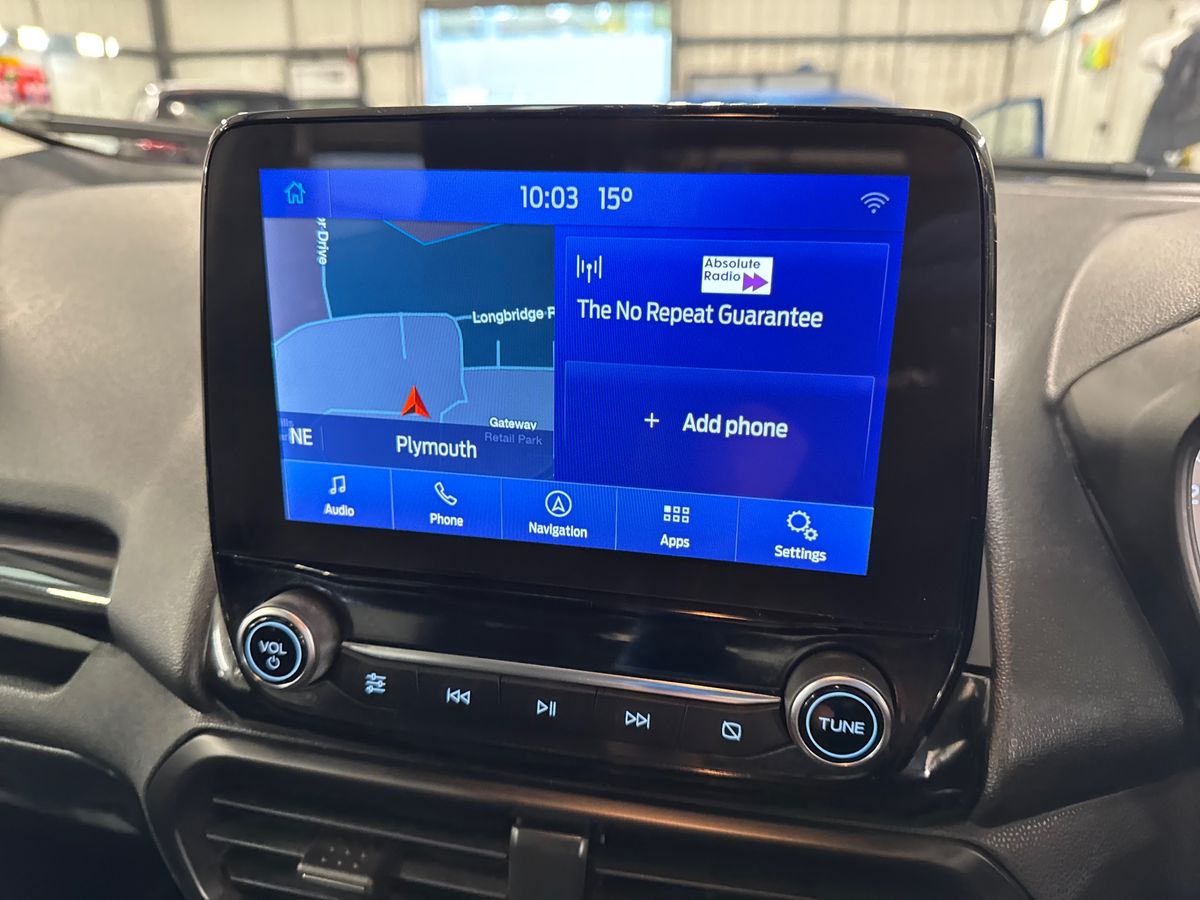 10:03 15º
or Drive
Longbridge R
Gateway
Retail Park
NE
Plymouth
Absolute
Radio
The No Repeat Guarantee
+ Add phone
Audio
Phone
Navigation
Apps
Settings
VOL
TUNE